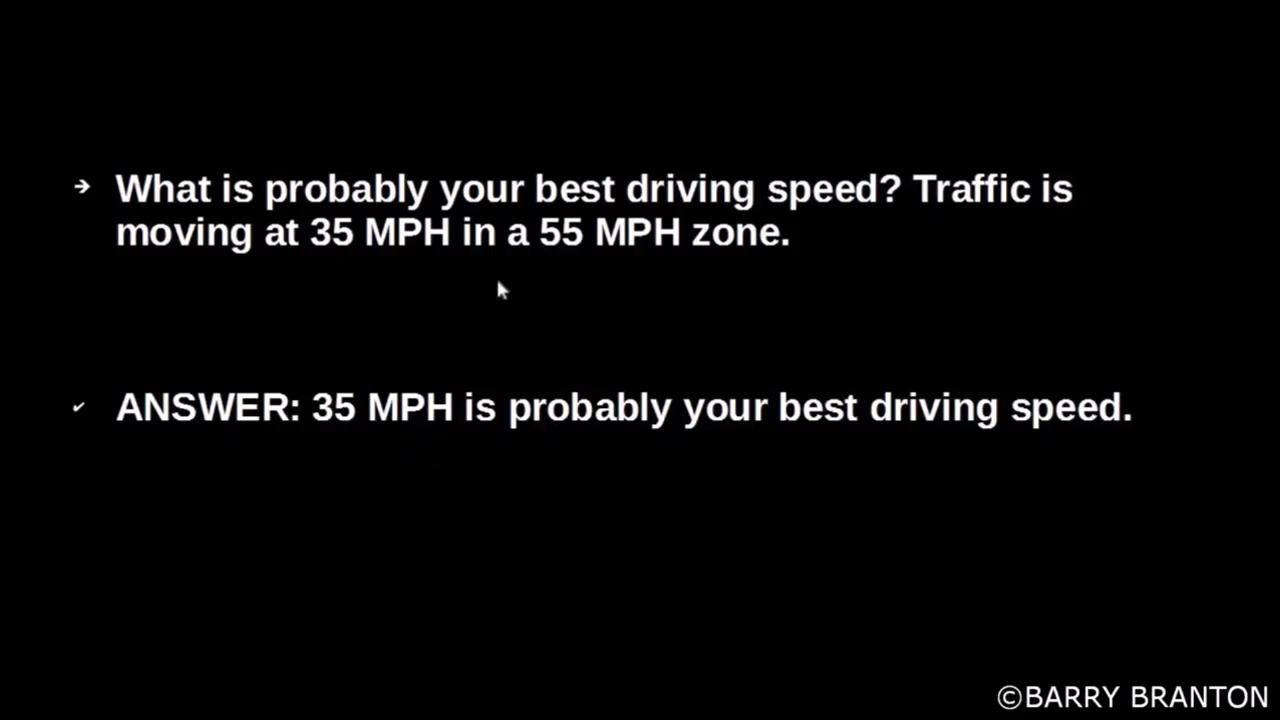 ➔ What is probably your best driving speed? Traffic is
moving at 35 MPH in a 55 MPH zone.
✔ ANSWER: 35 MPH is probably your best driving speed.
©BARRY BRANTON